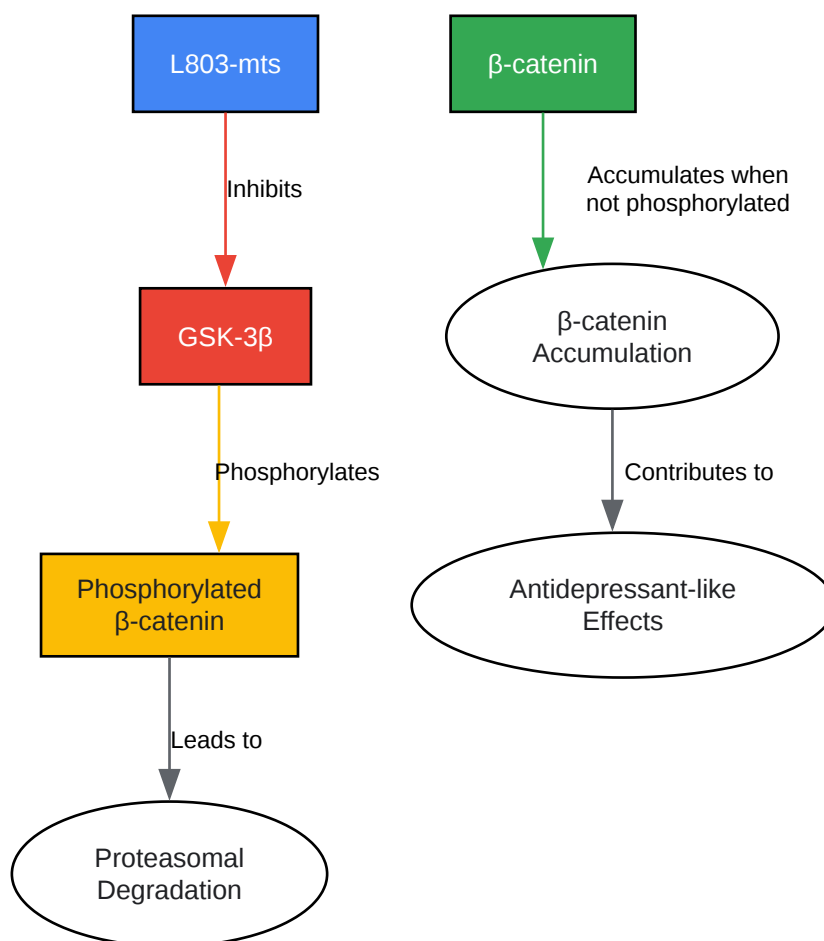 L803-mts
β-catenin
Inhibits
Accumulates when
not phosphorylated
GSK-3β
β-catenin
Accumulation
Phosphorylates
Contributes to
Phosphorylated
β-catenin
Antidepressant-like
Effects
Leads to
Proteasomal
Degradation